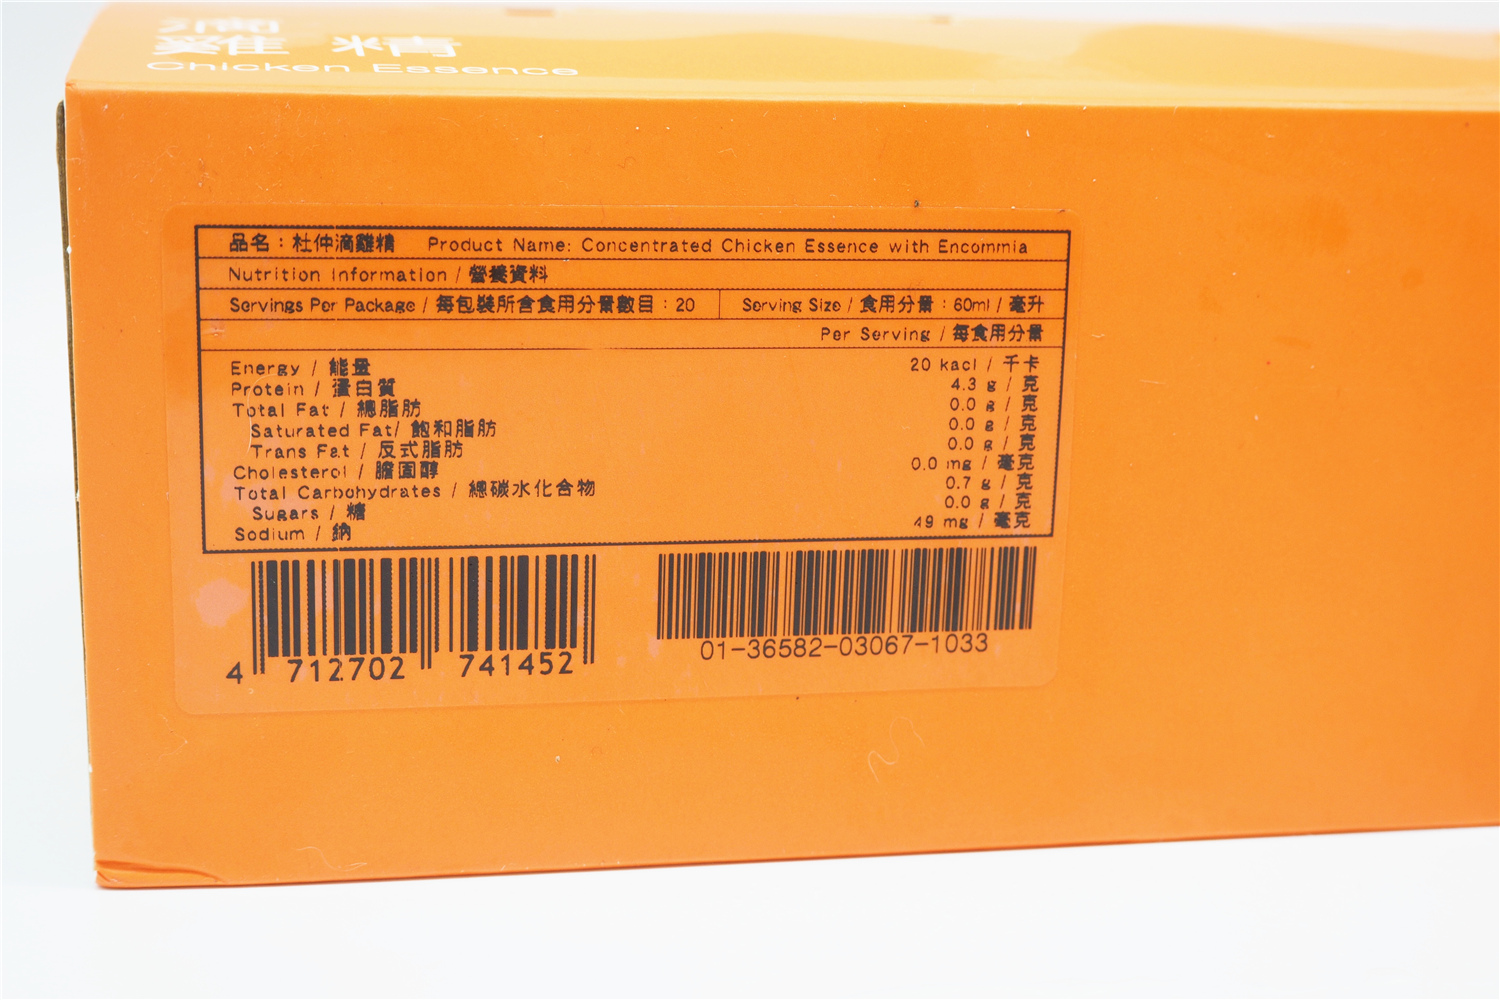 滴
雞精
Chicken Essence
品名：杜仲滴雞精 Product Name: Concentrated Chicken Essence with Encommia
Nutrition Information / 營養資料
Servings Per Package / 每包裝所含食用分量數目：20 Serving Size / 食用分量：60ml / 毫升
Per Serving / 每食用分量
Energy / 能量 20 kacl / 千卡
Protein / 蛋白質 4.3 g / 克
Total Fat / 總脂肪 0.0 g / 克
Saturated Fat/ 飽和脂肪 0.0 g / 克
Trans Fat / 反式脂肪 0.0 g / 克
Cholesterol / 膽固醇 0.0 mg / 毫克
Total Carbohydrates / 總碳水化合物 0.7 g / 克
Sugars / 糖 0.0 g / 克
Sodium / 鈉 49 mg / 毫克
4 712702 741452
01-36582-03067-1033